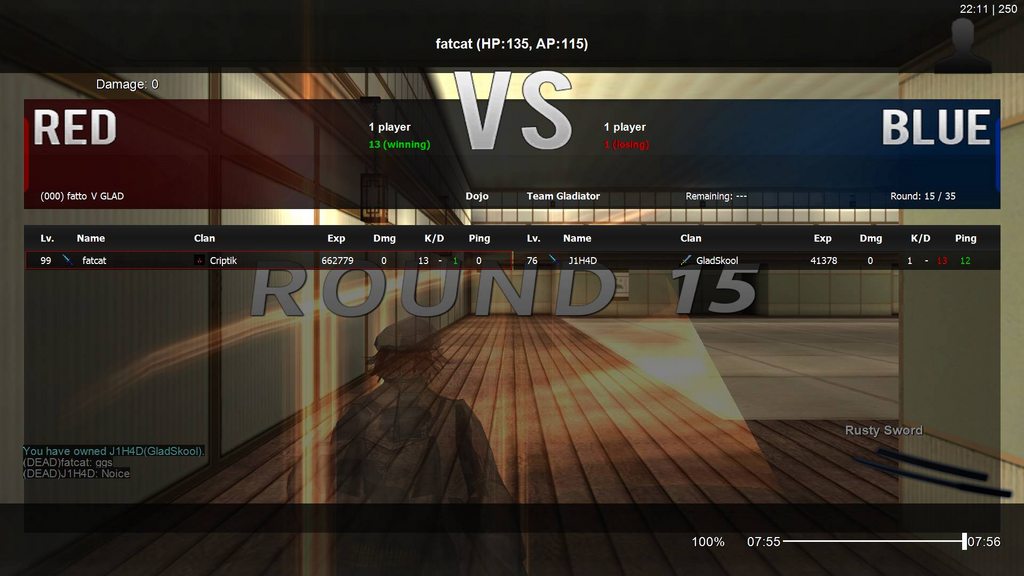 22:11 | 250
fatcat (HP:135, AP:115)
Damage: 0
RED
VS
BLUE
1 player
1 player
13 (winning)
1 (losing)
(000) fatto V GLAD
Dojo
Team Gladiator
Remaining: ---
Round: 15 / 35
Lv. Name Clan Exp Dmg K/D Ping Lv. Name Clan Exp Dmg K/D Ping
99 fatcat Criptik 662779 0 13 - 1 0 76 J1H4D GladSkool 41378 0 1 - 13 12
ROUND 15
Rusty Sword
You have owned J1H4D(GladSkool).
(DEAD)fatcat: ggs
(DEAD)J1H4D: Noice
100% 07:55 07:56